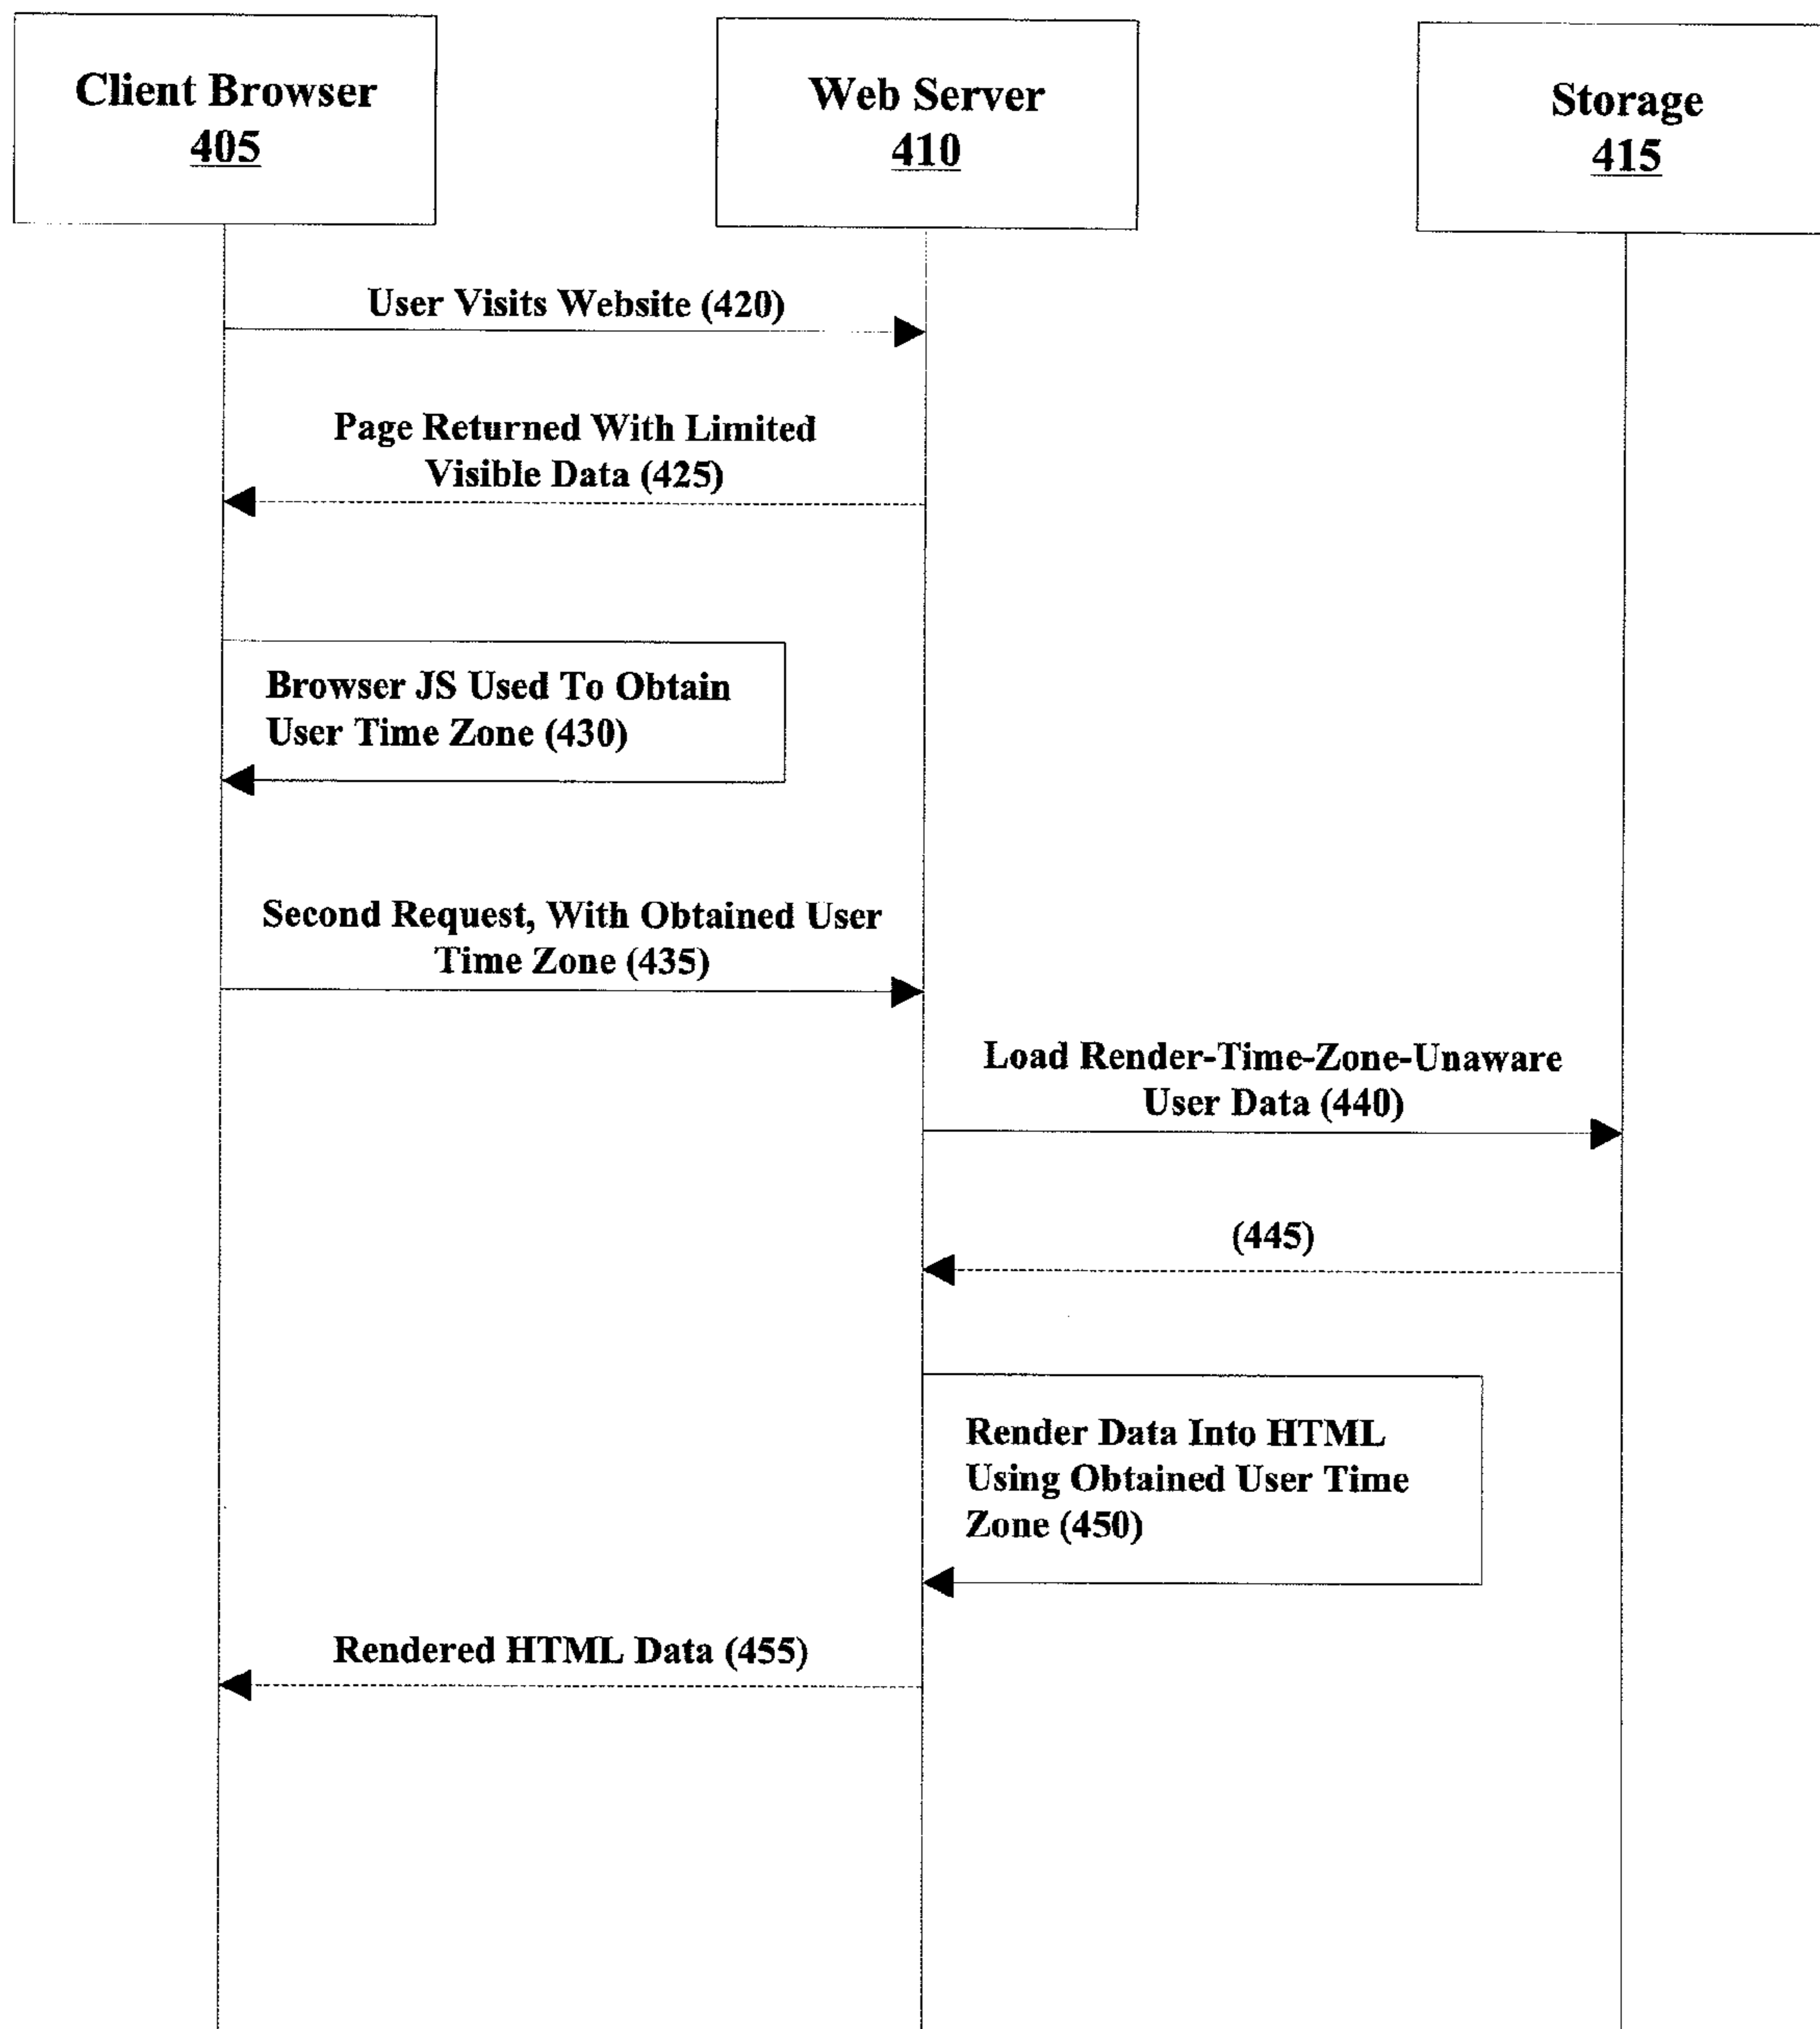 Client Browser
405
Web Server
410
Storage
415
User Visits Website (420)
Page Returned With Limited
Visible Data (425)
Browser JS Used To Obtain
User Time Zone (430)
Second Request, With Obtained User
Time Zone (435)
Load Render-Time-Zone-Unaware
User Data (440)
(445)
Render Data Into HTML
Using Obtained User Time
Zone (450)
Rendered HTML Data (455)